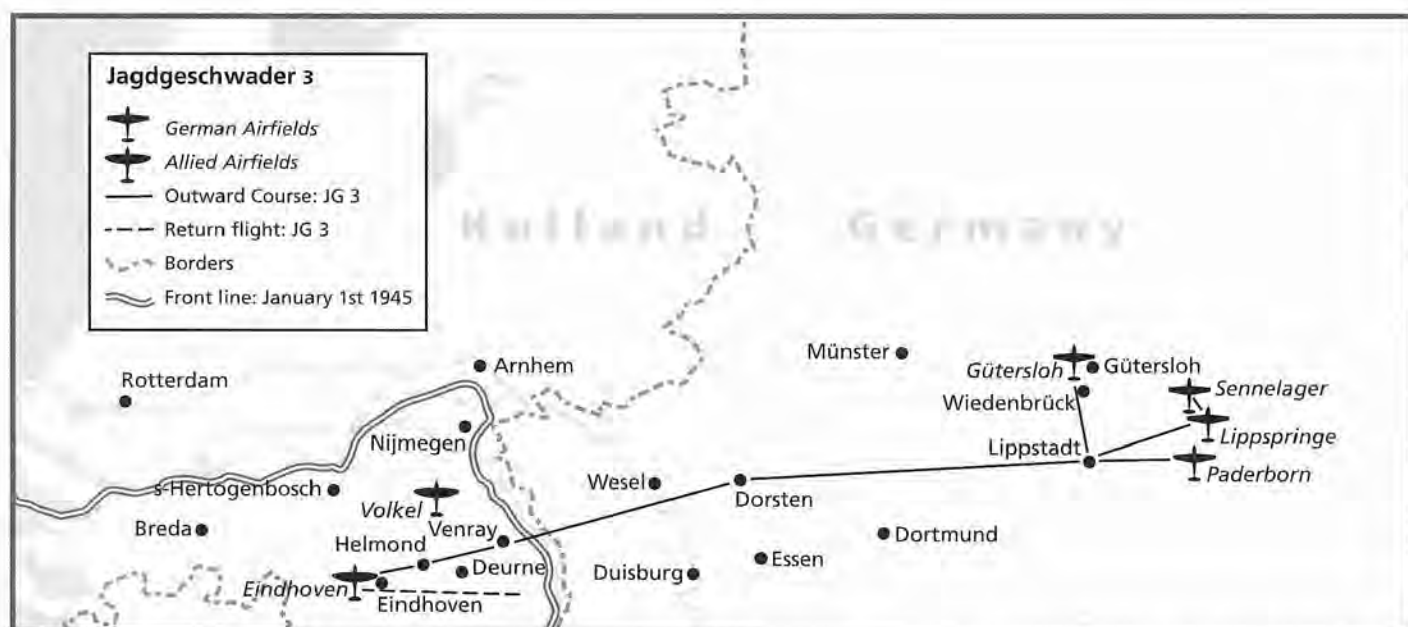 Jagdgeschwader 3
German Airfields
Allied Airfields
Outward Course: JG 3
Return flight: JG 3
Borders
Front line: January 1st 1945
Holland
Germany
Arnhem
Rotterdam
Münster
Gütersloh
Gütersloh
Wiedenbrück
Sennelager
Nijmegen
Lippspringe
Lippstadt
Paderborn
s-Hertogenbosch
Wesel
Dorsten
Volkel
Breda
Venray
Helmond
Dortmund
Deurne
Essen
Duisburg
Eindhoven
Eindhoven